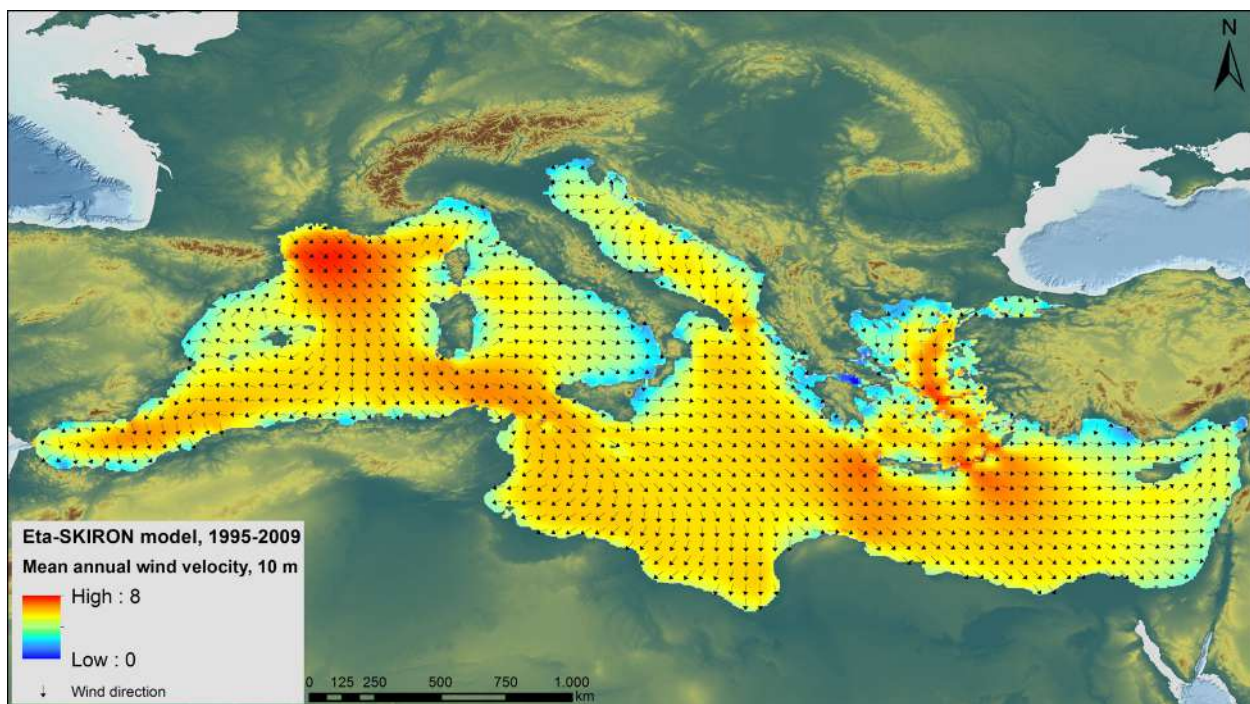 N
Eta-SKIRON model, 1995-2009
Mean annual wind velocity, 10 m
High : 8
Low : 0
Wind direction
0 125 250 500 750 1.000
km